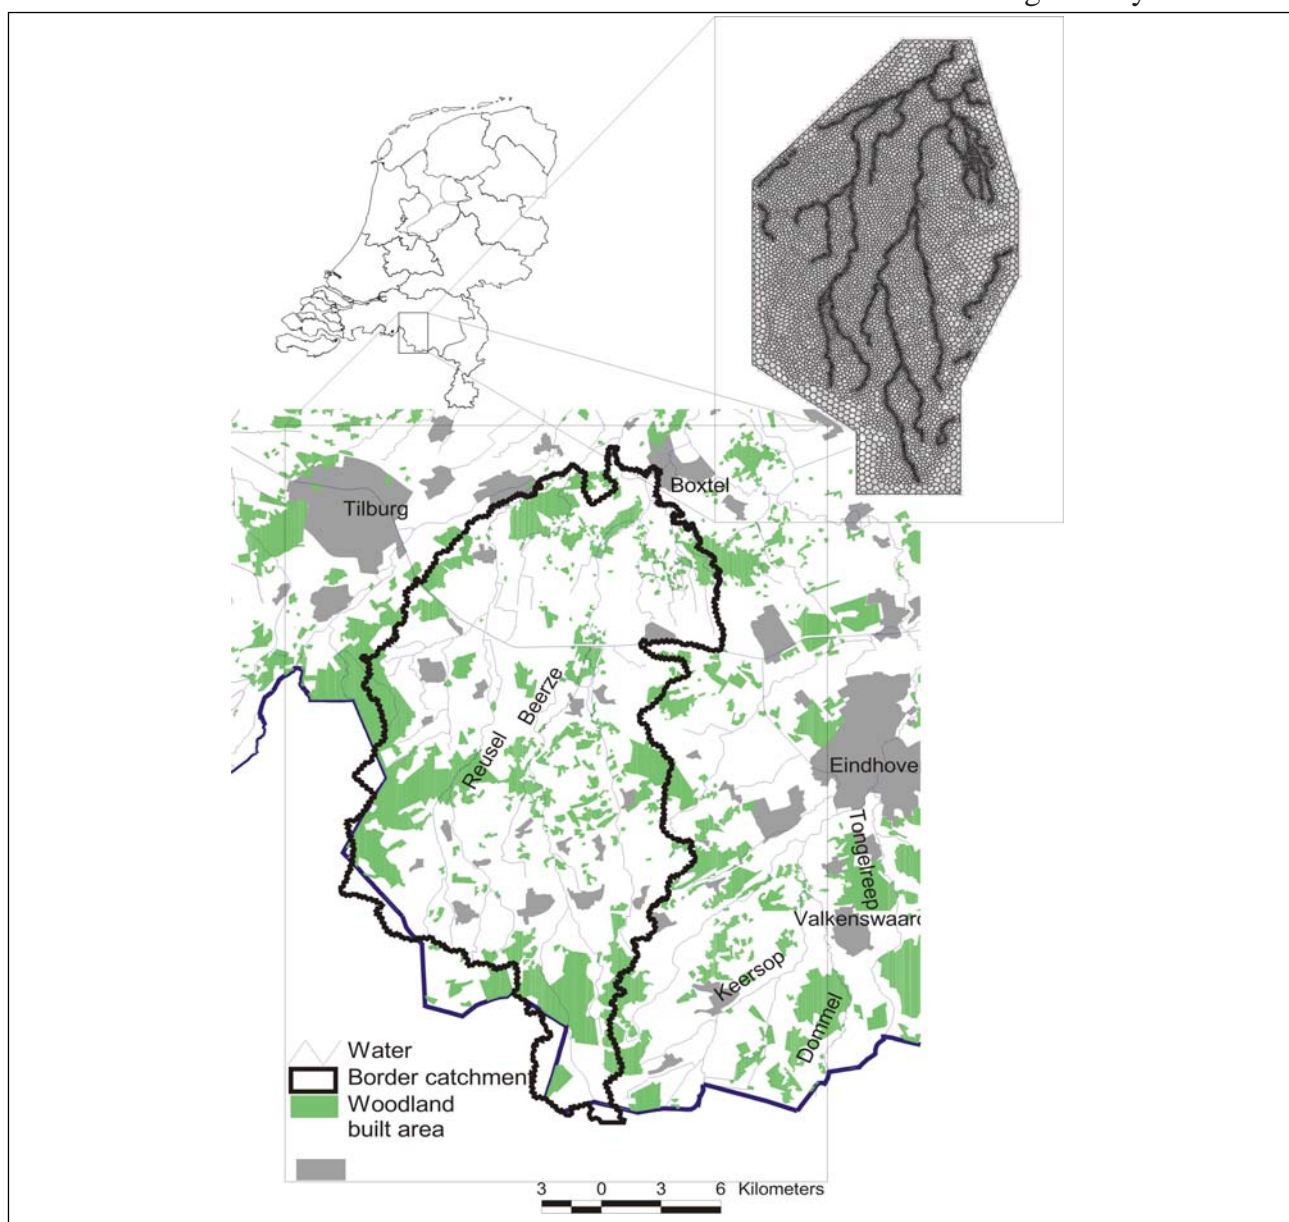 Boxtel
Tilburg
Beerze
Reusel
Eindhove
Tongelreep
Valkenswaard
Keersop
Dommel
Water
Border catchment
Woodland
built area
3 0 3 6 Kilometers